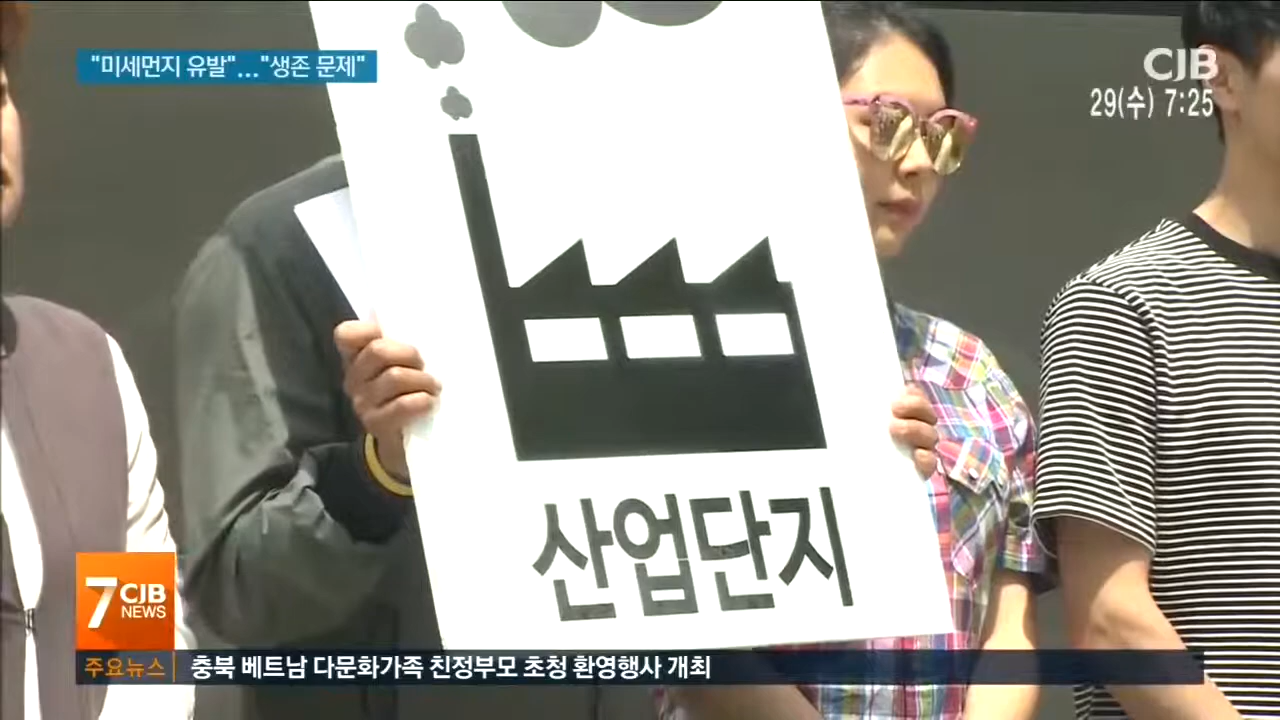 "미세먼지 유발"..."생존 문제"
CJB
29(수) 7:25
산업단지
7 CJB
NEWS
주요뉴스 충북 베트남 다문화가족 친정부모 초청 환영행사 개최